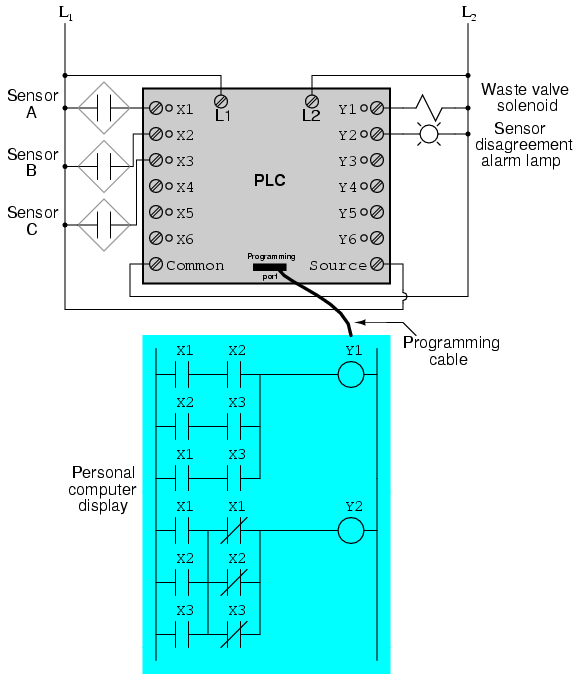 L1
L2
Sensor
A
Sensor
B
Sensor
C
X1
X2
X3
X4
X5
X6
Common
L1
L2
PLC
Programming
port
Y1
Y2
Y3
Y4
Y5
Y6
Source
Waste valve
solenoid
Sensor
disagreement
alarm lamp
Programming
cable
Personal
computer
display
X1 X2 Y1
X2 X3
X1 X3
X1 X1 Y2
X2 X2
X3 X3